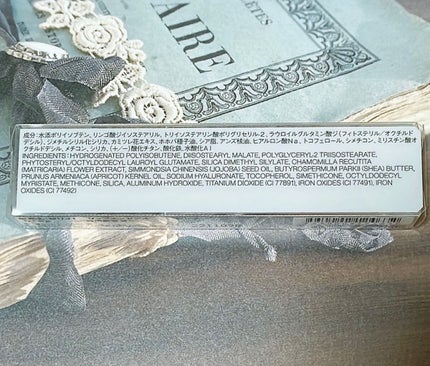 ETES
AIRE
成分:水添ポリイソブテン、リンゴ酸ジイソステアリル、トリイソステアリン酸ポリグリセリル-2、ラウロイルグルタミン酸ジ(フィトステリル/オクチルド
デシル)、ジメチルシリル化シリカ、カミツレ花エキス、ホホバ種子油、シア脂、アンズ核油、ヒアルロン酸Na、トコフェロール、シメチコン、ミリスチン酸オ
クチルドデシル、メチコン、シリカ、(+/-)酸化チタン、酸化鉄、水酸化Al
INGREDIENTS : HYDROGENATED POLYISOBUTENE, DIISOSTEARYL MALATE, POLYGLYCERYL-2 TRIISOSTEARATE,
PHYTOSTERYL/OCTYLDODECYL LAUROYL GLUTAMATE, SILICA DIMETHYL SILYLATE, CHAMOMILLA RECUTITA
(MATRICARIA) FLOWER EXTRACT, SIMMONDSIA CHINENSIS (JOJOBA) SEED OIL, BUTYROSPERMUM PARKII (SHEA) BUTTER,
PRUNUS ARMENIACA (APRICOT) KERNEL OIL, SODIUM HYALURONATE, TOCOPHEROL, SIMETHICONE, OCTYLDODECYL
MYRISTATE, METHICONE, SILICA, ALUMINUM HYDROXIDE, TITANIUM DIOXIDE (CI 77891), IRON OXIDES (CI 77491), IRON
OXIDES (CI 77492)